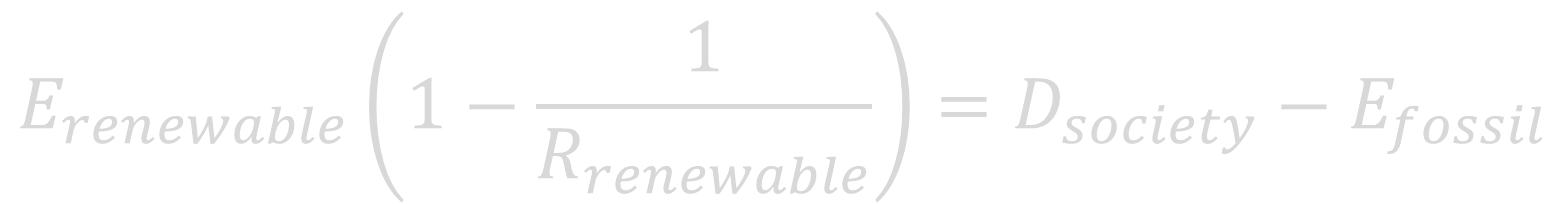 E_renewable (1 − 1/R_renewable) = D_society − E_fossil